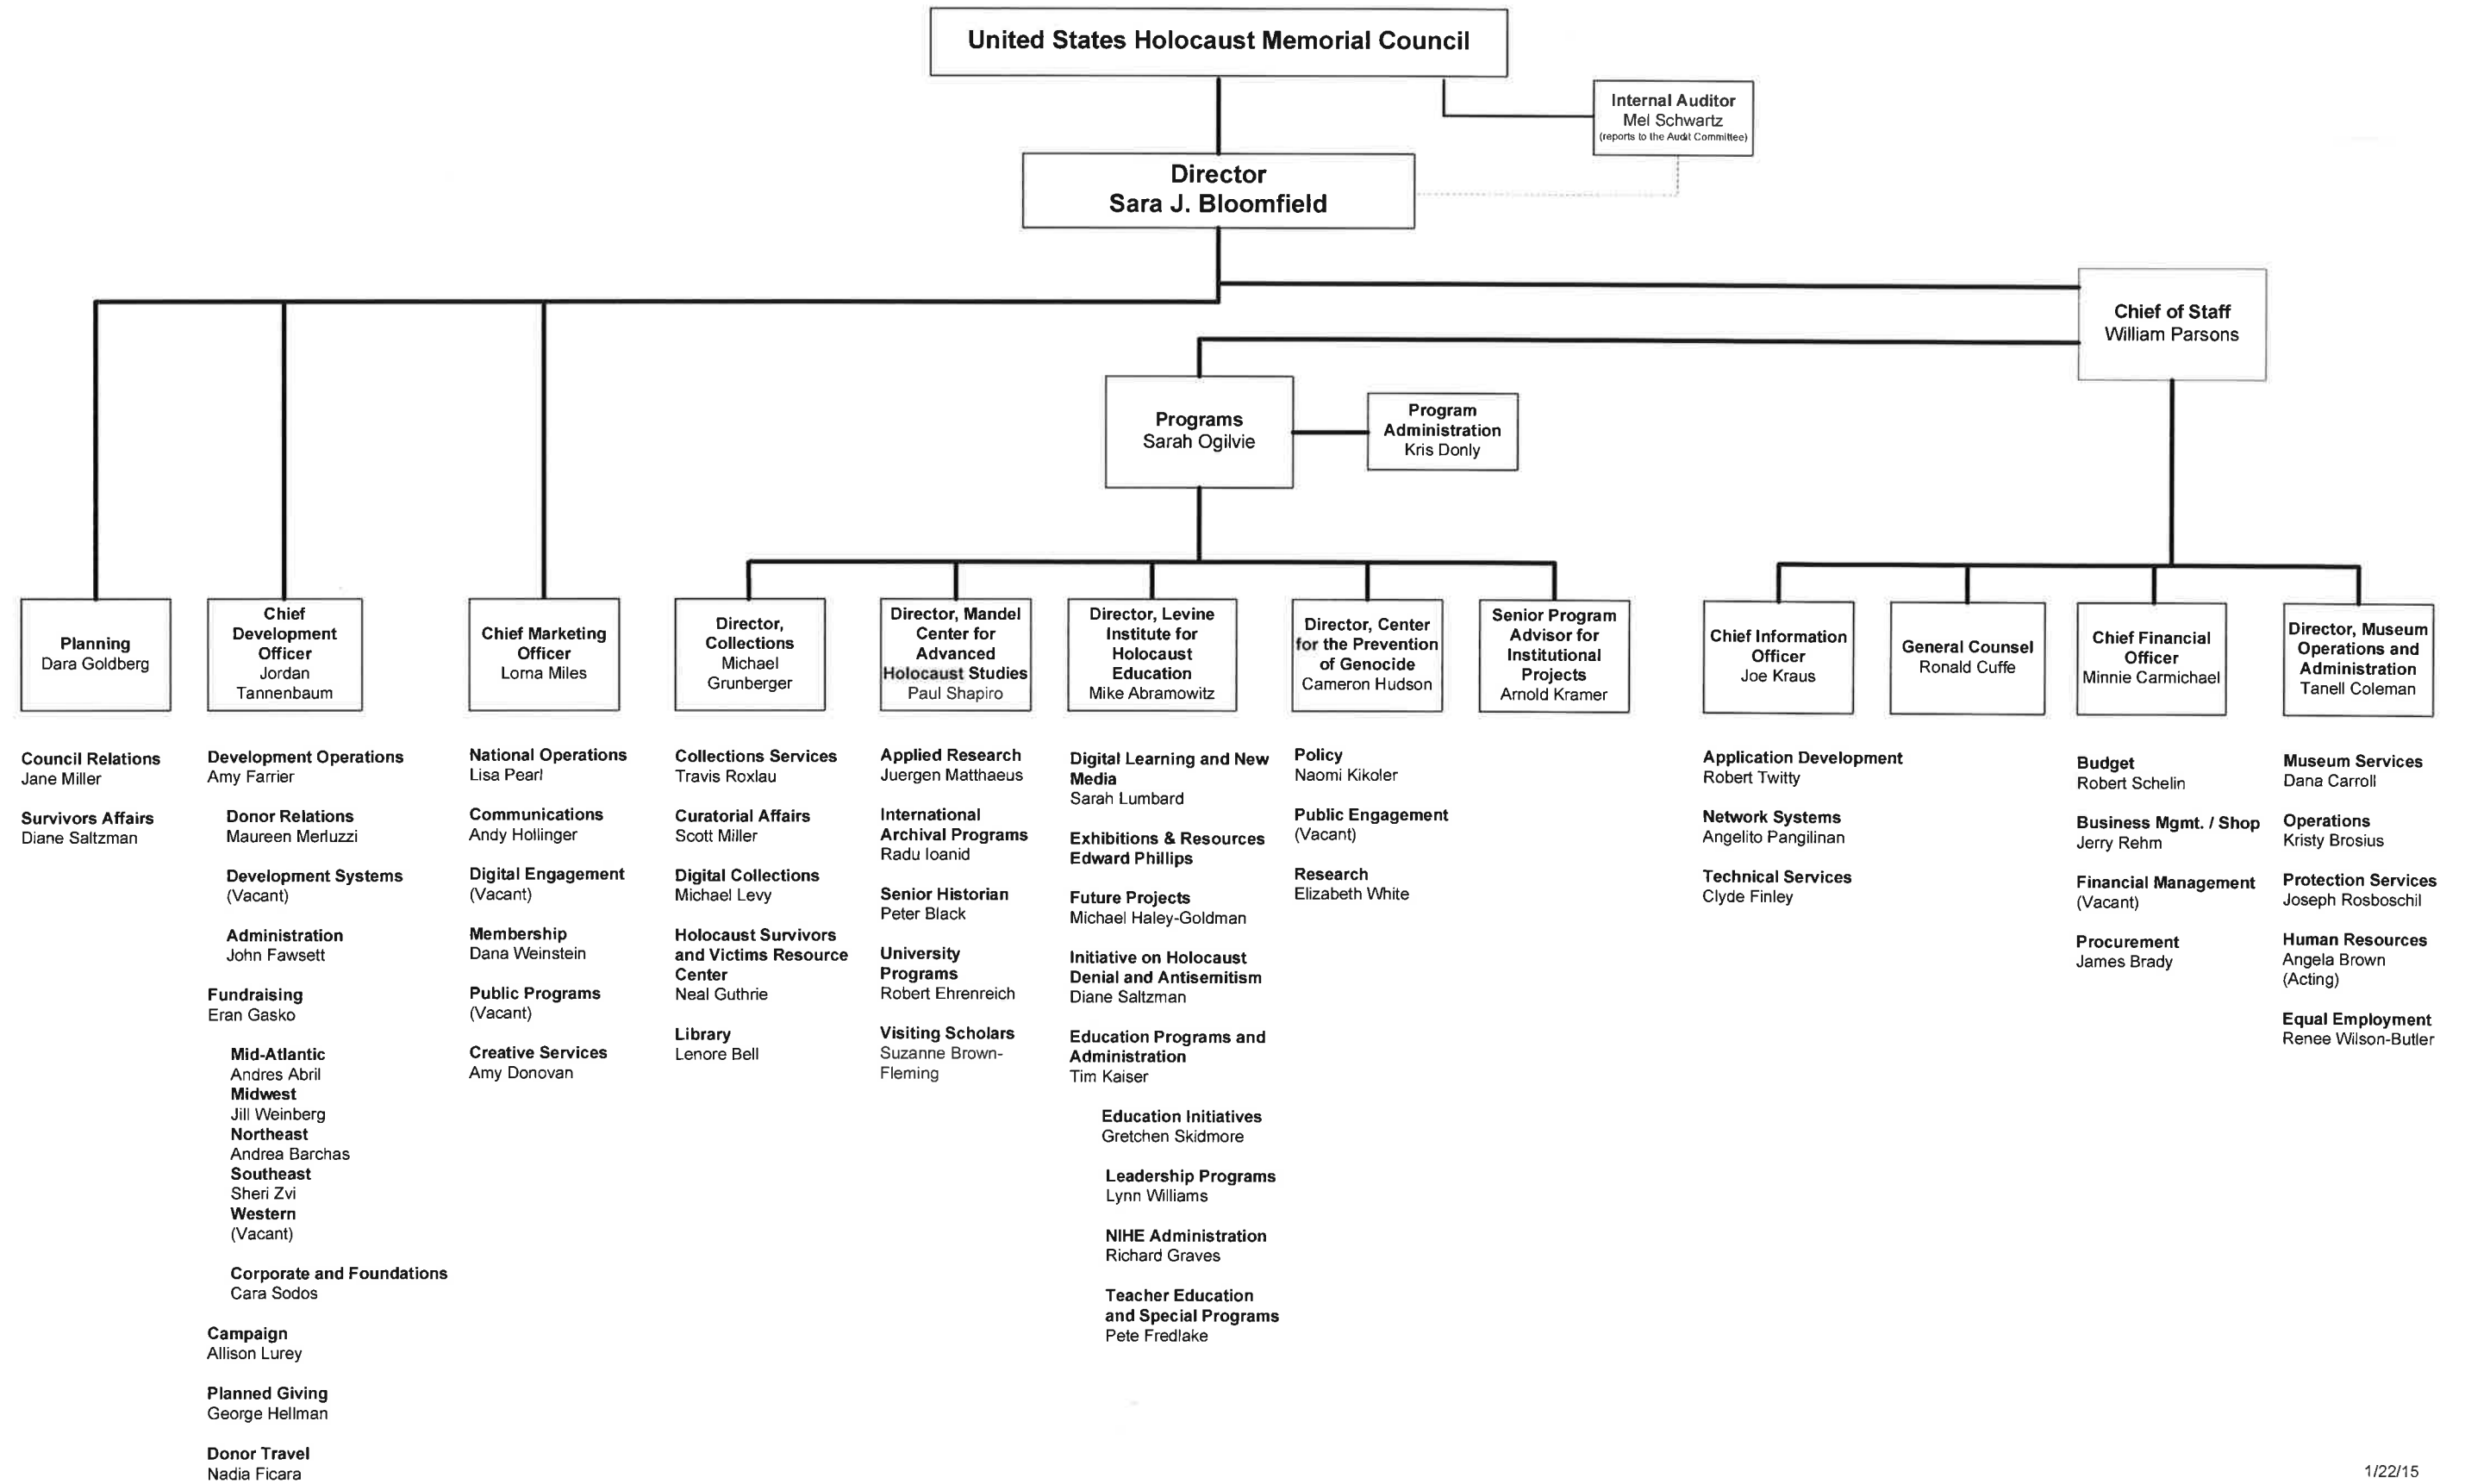 United States Holocaust Memorial Council
Internal Auditor
Mel Schwartz
(reports to the Audit Committee)
Director
Sara J. Bloomfield
Chief of Staff
William Parsons
Programs
Sarah Ogilvie
Program
Administration
Kris Donly
Planning
Dara Goldberg
Chief
Development
Officer
Jordan
Tannenbaum
Chief Marketing
Officer
Lorna Miles
Director,
Collections
Michael
Grunberger
Director, Mandel
Center for
Advanced
Holocaust Studies
Paul Shapiro
Director, Levine
Institute for
Holocaust
Education
Mike Abramowitz
Director, Center
for the Prevention
of Genocide
Cameron Hudson
Senior Program
Advisor for
Institutional
Projects
Arnold Kramer
Chief Information
Officer
Joe Kraus
General Counsel
Ronald Cuffe
Chief Financial
Officer
Minnie Carmichael
Director, Museum
Operations and
Administration
Tanell Coleman
Council Relations
Jane Miller
Survivors Affairs
Diane Saltzman
Development Operations
Amy Farrier
Donor Relations
Maureen Merluzzi
Development Systems
(Vacant)
Administration
John Fawsett
Fundraising
Eran Gasko
Mid-Atlantic
Andres Abril
Midwest
Jill Weinberg
Northeast
Andrea Barchas
Southeast
Sheri Zvi
Western
(Vacant)
Corporate and Foundations
Cara Sodos
Campaign
Allison Lurey
Planned Giving
George Hellman
Donor Travel
Nadia Ficara
National Operations
Lisa Pearl
Communications
Andy Hollinger
Digital Engagement
(Vacant)
Membership
Dana Weinstein
Public Programs
(Vacant)
Creative Services
Amy Donovan
Collections Services
Travis Roxlau
Curatorial Affairs
Scott Miller
Digital Collections
Michael Levy
Holocaust Survivors
and Victims Resource
Center
Neal Guthrie
Library
Lenore Bell
Applied Research
Juergen Matthaeus
International
Archival Programs
Radu Ioanid
Senior Historian
Peter Black
University
Programs
Robert Ehrenreich
Visiting Scholars
Suzanne Brown-
Fleming
Digital Learning and New
Media
Sarah Lumbard
Exhibitions & Resources
Edward Phillips
Future Projects
Michael Haley-Goldman
Initiative on Holocaust
Denial and Antisemitism
Diane Saltzman
Education Programs and
Administration
Tim Kaiser
Education Initiatives
Gretchen Skidmore
Leadership Programs
Lynn Williams
NIHE Administration
Richard Graves
Teacher Education
and Special Programs
Pete Fredlake
Policy
Naomi Kikoler
Public Engagement
(Vacant)
Research
Elizabeth White
Application Development
Robert Twitty
Network Systems
Angelito Pangilinan
Technical Services
Clyde Finley
Budget
Robert Schelin
Business Mgmt. / Shop
Jerry Rehm
Financial Management
(Vacant)
Procurement
James Brady
Museum Services
Dana Carroll
Operations
Kristy Brosius
Protection Services
Joseph Rosboschil
Human Resources
Angela Brown
(Acting)
Equal Employment
Renee Wilson-Butler
1/22/15